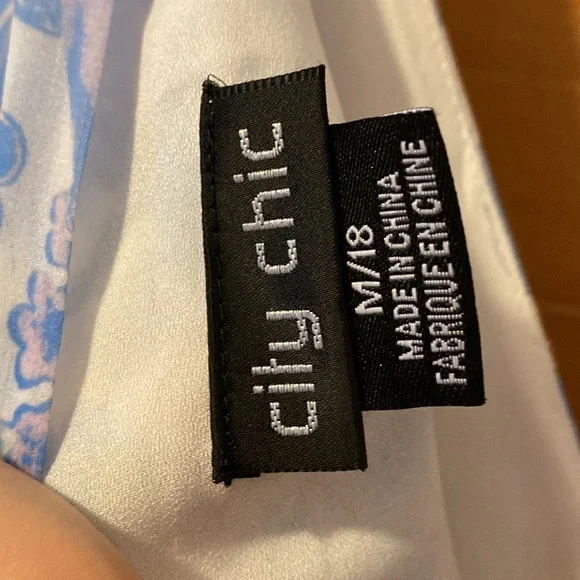 city chic
M/18
MADE IN CHINA
FABRIQUE EN CHINE